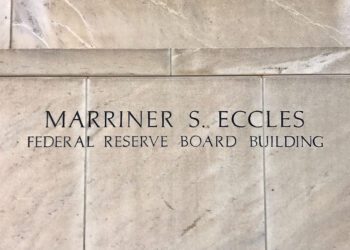 MARRINER S. ECCLES
FEDERAL RESERVE BOARD BUILDING